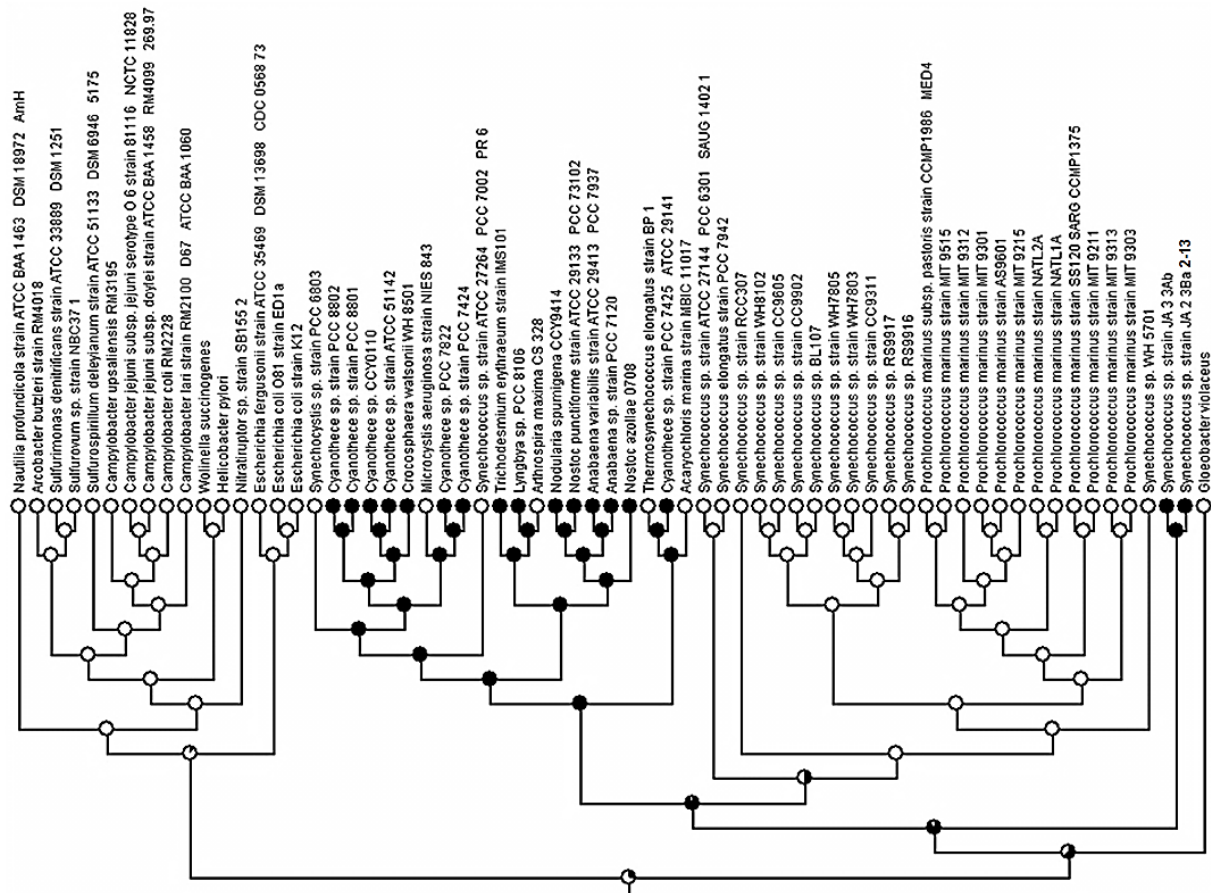 Nautilia profundicola strain ATCC BAA 1463 DSM 18972 AmH
Arcobacter butzleri strain RM4018
Sulfurimonas denitrificans strain ATCC 33889 DSM 1251
Sulfurovum sp. strain NBC37 1
Sulfurospirillum deleyianum strain ATCC 51133 DSM 6946 5175
Campylobacter upsaliensis RM3195
Campylobacter jejuni subsp. jejuni serotype O 6 strain 81116 NCTC 11828
Campylobacter jejuni subsp. doylei strain ATCC BAA 1458 RM4099 269.97
Campylobacter coli RM2228
Campylobacter lari strain RM2100 D67 ATCC BAA 1060
Wolinella succinogenes
Helicobacter pylori
Nitratiruptor strain SB155 2
Escherichia fergusonii strain ATCC 35469 DSM 13698 CDC 0568 73
Escherichia coli O81 strain ED1a
Escherichia coli strain K12
Synechocystis sp. strain PCC 6803
Cyanothece sp. strain PCC 8802
Cyanothece sp. strain PCC 8801
Cyanothece sp. CCY0110
Cyanothece sp. strain ATCC 51142
Crocosphaera watsonii WH 8501
Microcystis aeruginosa strain NIES 843
Cyanothece sp. PCC 7822
Cyanothece sp. strain PCC 7424
Synechococcus sp. strain ATCC 27264 PCC 7002 PR 6
Trichodesmium erythraeum strain IMS101
Lyngbya sp. PCC 8106
Arthrospira maxima CS 328
Nodularia spumigena CCY9414
Nostoc punctiforme strain ATCC 29133 PCC 73102
Anabaena variabilis strain ATCC 29413 PCC 7937
Anabaena sp. strain PCC 7120
Nostoc azollae 0708
Thermosynechococcus elongatus strain BP 1
Cyanothece sp. strain PCC 7425 ATCC 29141
Acaryochloris marina strain MBIC 11017
Synechococcus sp. strain ATCC 27144 PCC 6301 SAUG 1402 1
Synechococcus elongatus strain PCC 7942
Synechococcus sp. strain RCC307
Synechococcus sp. strain WH8102
Synechococcus sp. strain CC9605
Synechococcus sp. strain CC9902
Synechococcus sp. BL107
Synechococcus sp. strain WH7805
Synechococcus sp. strain WH7803
Synechococcus sp. strain CC9311
Synechococcus sp. RS9917
Synechococcus sp. RS9916
Prochlorococcus marinus subsp. pastoris strain CCMP1986 MED4
Prochlorococcus marinus strain MIT 9515
Prochlorococcus marinus strain MIT 9312
Prochlorococcus marinus strain MIT 9301
Prochlorococcus marinus strain AS9601
Prochlorococcus marinus strain MIT 9215
Prochlorococcus marinus strain NATL2A
Prochlorococcus marinus strain NATL1A
Prochlorococcus marinus strain SS120 SARG CCMP1375
Prochlorococcus marinus strain MIT 9211
Prochlorococcus marinus strain MIT 9313
Prochlorococcus marinus strain MIT 9303
Synechococcus sp. WH 5701
Synechococcus sp. strain JA 3 3Ab
Synechococcus sp. strain JA 2 3Ba 2-13
Gloeobacter violaceus